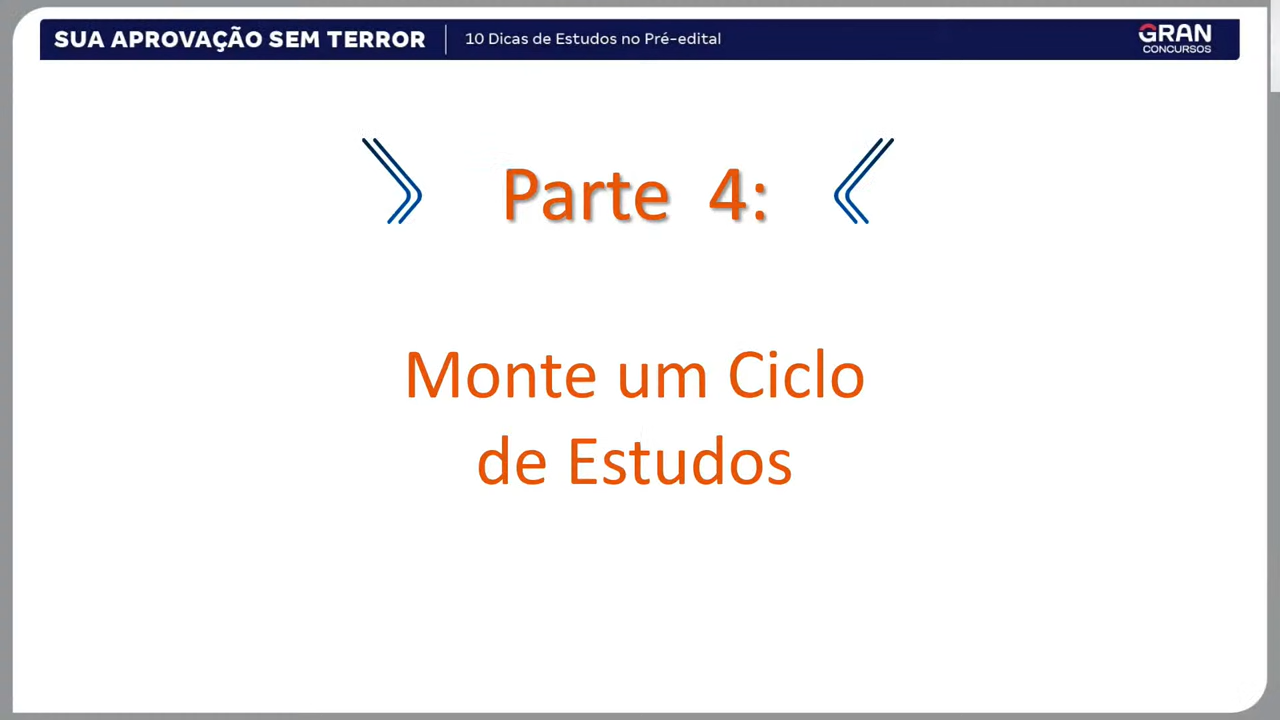 SUA APROVAÇÃO SEM TERROR
10 Dicas de Estudos no Pré-edital
GRAN
CONCURSOS
Parte 4:
Monte um Ciclo
de Estudos